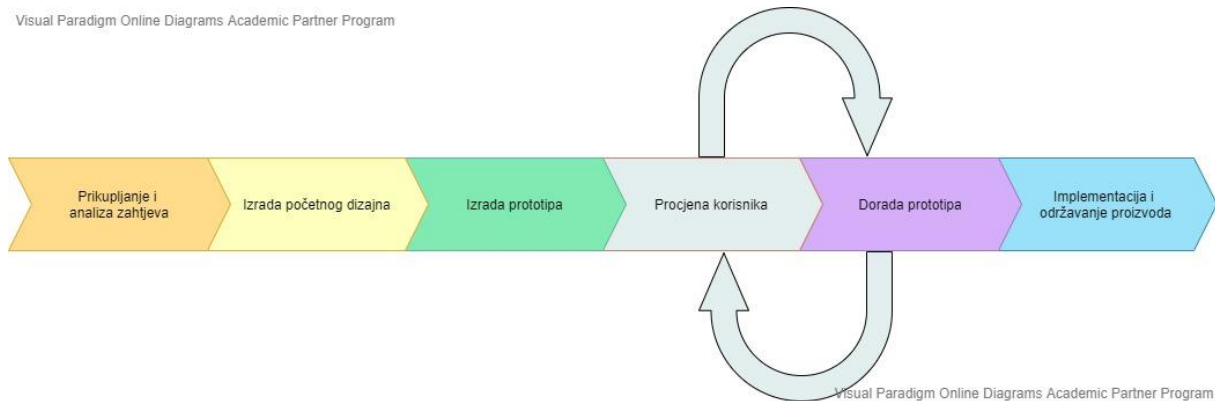 Visual Paradigm Online Diagrams Academic Partner Program
Prikupljanje i
analiza zahtjeva
Izrada početnog dizajna
Izrada prototipa
Procjena korisnika
Dorada prototipa
Implementacija i
održavanje proizvoda
Visual Paradigm Online Diagrams Academic Partner Program